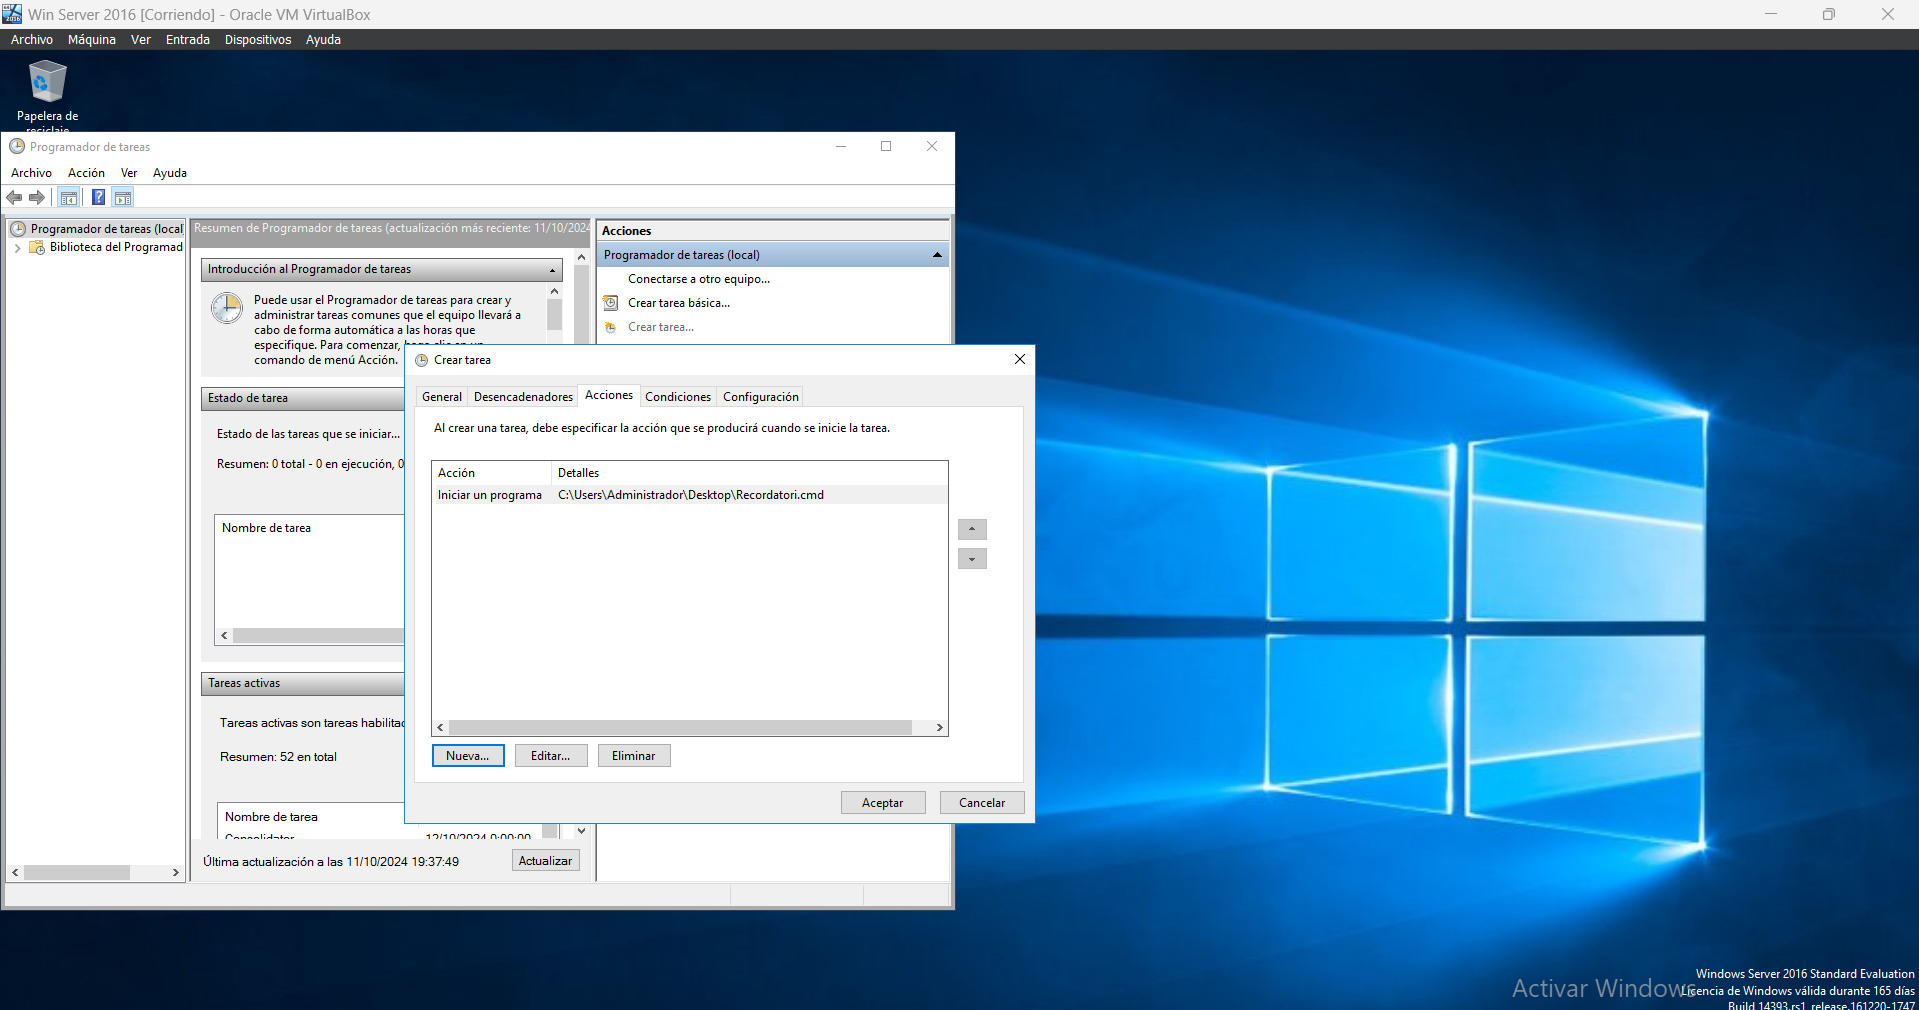 Win Server 2016 [Corriendo] - Oracle VM VirtualBox
Archivo Máquina Ver Entrada Dispositivos Ayuda
Papelera de
reciclaje
Programador de tareas
Archivo Acción Ver Ayuda
Programador de tareas (local
Biblioteca del Programad
Resumen de Programador de tareas (actualización más reciente: 11/10/2024
Introducción al Programador de tareas
Puede usar el Programador de tareas para crear y
administrar tareas comunes que el equipo llevará a
cabo de forma automática a las horas que
especifique. Para comenzar, haga clic en un
comando de menú Acción.
Estado de tarea
Estado de las tareas que se iniciar...
Resumen: 0 total - 0 en ejecución, 0
Nombre de tarea
Tareas activas
Tareas activas son tareas habilitad
Resumen: 52 en total
Nombre de tarea
Consolidator 12/10/2024 0:00:00
Última actualización a las 11/10/2024 19:37:49
Actualizar
Acciones
Programador de tareas (local)
Conectarse a otro equipo...
Crear tarea básica...
Crear tarea...
Crear tarea
General Desencadenadores Acciones Condiciones Configuración
Al crear una tarea, debe especificar la acción que se producirá cuando se inicie la tarea.
Acción Detalles
Iniciar un programa C:\Users\Administrador\Desktop\Recordatori.cmd
Nueva... Editar... Eliminar
Aceptar Cancelar
Activar Windows
Windows Server 2016 Standard Evaluation
Licencia de Windows válida durante 165 días
Build 14393.rs1_release.161220-1747